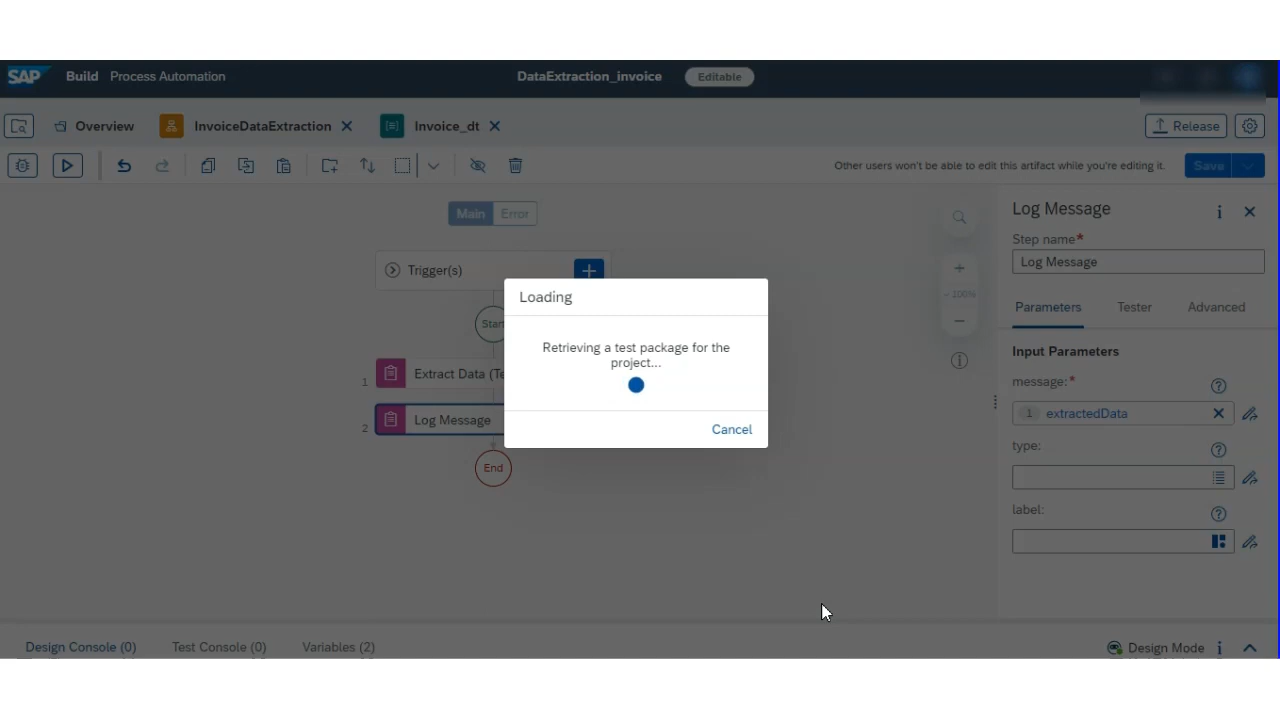 SAP Build Process Automation DataExtraction_invoice Editable
Overview InvoiceDataExtraction Invoice_dt Release
Other users won't be able to edit this artifact while you're editing it. Save
Main Error
Trigger(s)
Start
1 Extract Data (Te
2 Log Message
End
- 100%
Loading
Retrieving a test package for the
project...
Cancel
Log Message
Step name*
Log Message
Parameters Tester Advanced
Input Parameters
message:*
1 extractedData
type:
label:
Design Console (0) Test Console (0) Variables (2) Design Mode